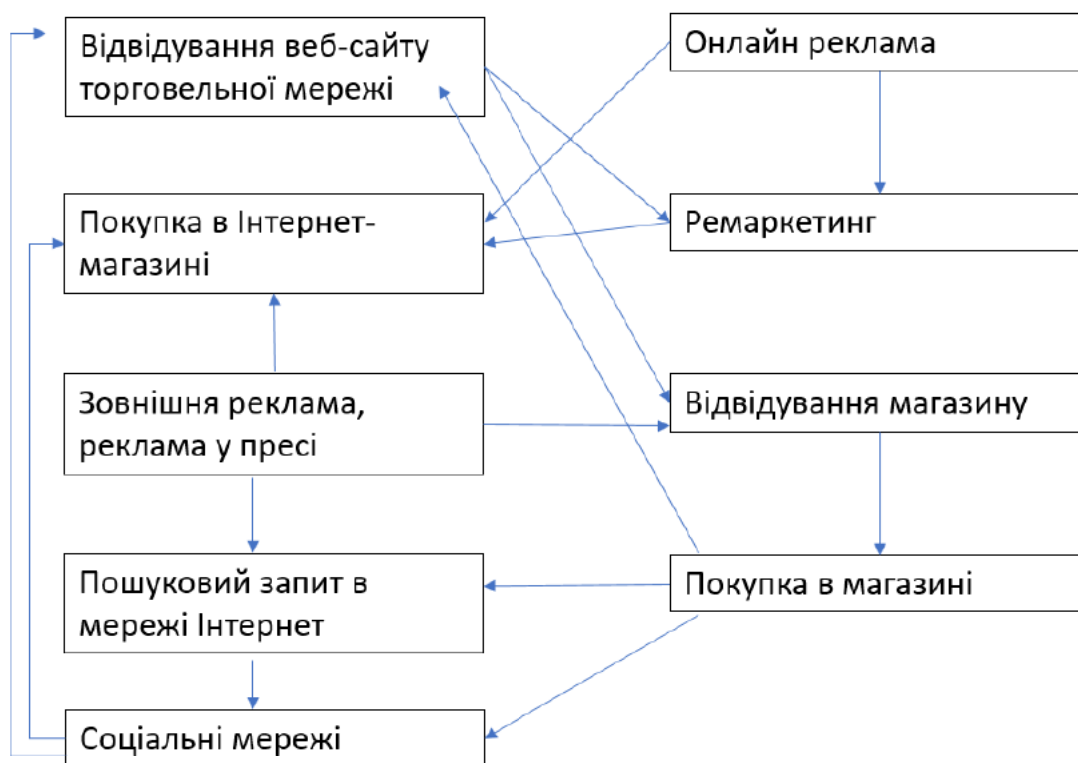 Відвідування веб-сайту
торговельної мережі
Онлайн реклама
Покупка в Інтернет-
магазині
Ремаркетинг
Зовнішня реклама,
реклама у пресі
Відвідування магазину
Пошуковий запит в
мережі Інтернет
Покупка в магазині
Соціальні мережі